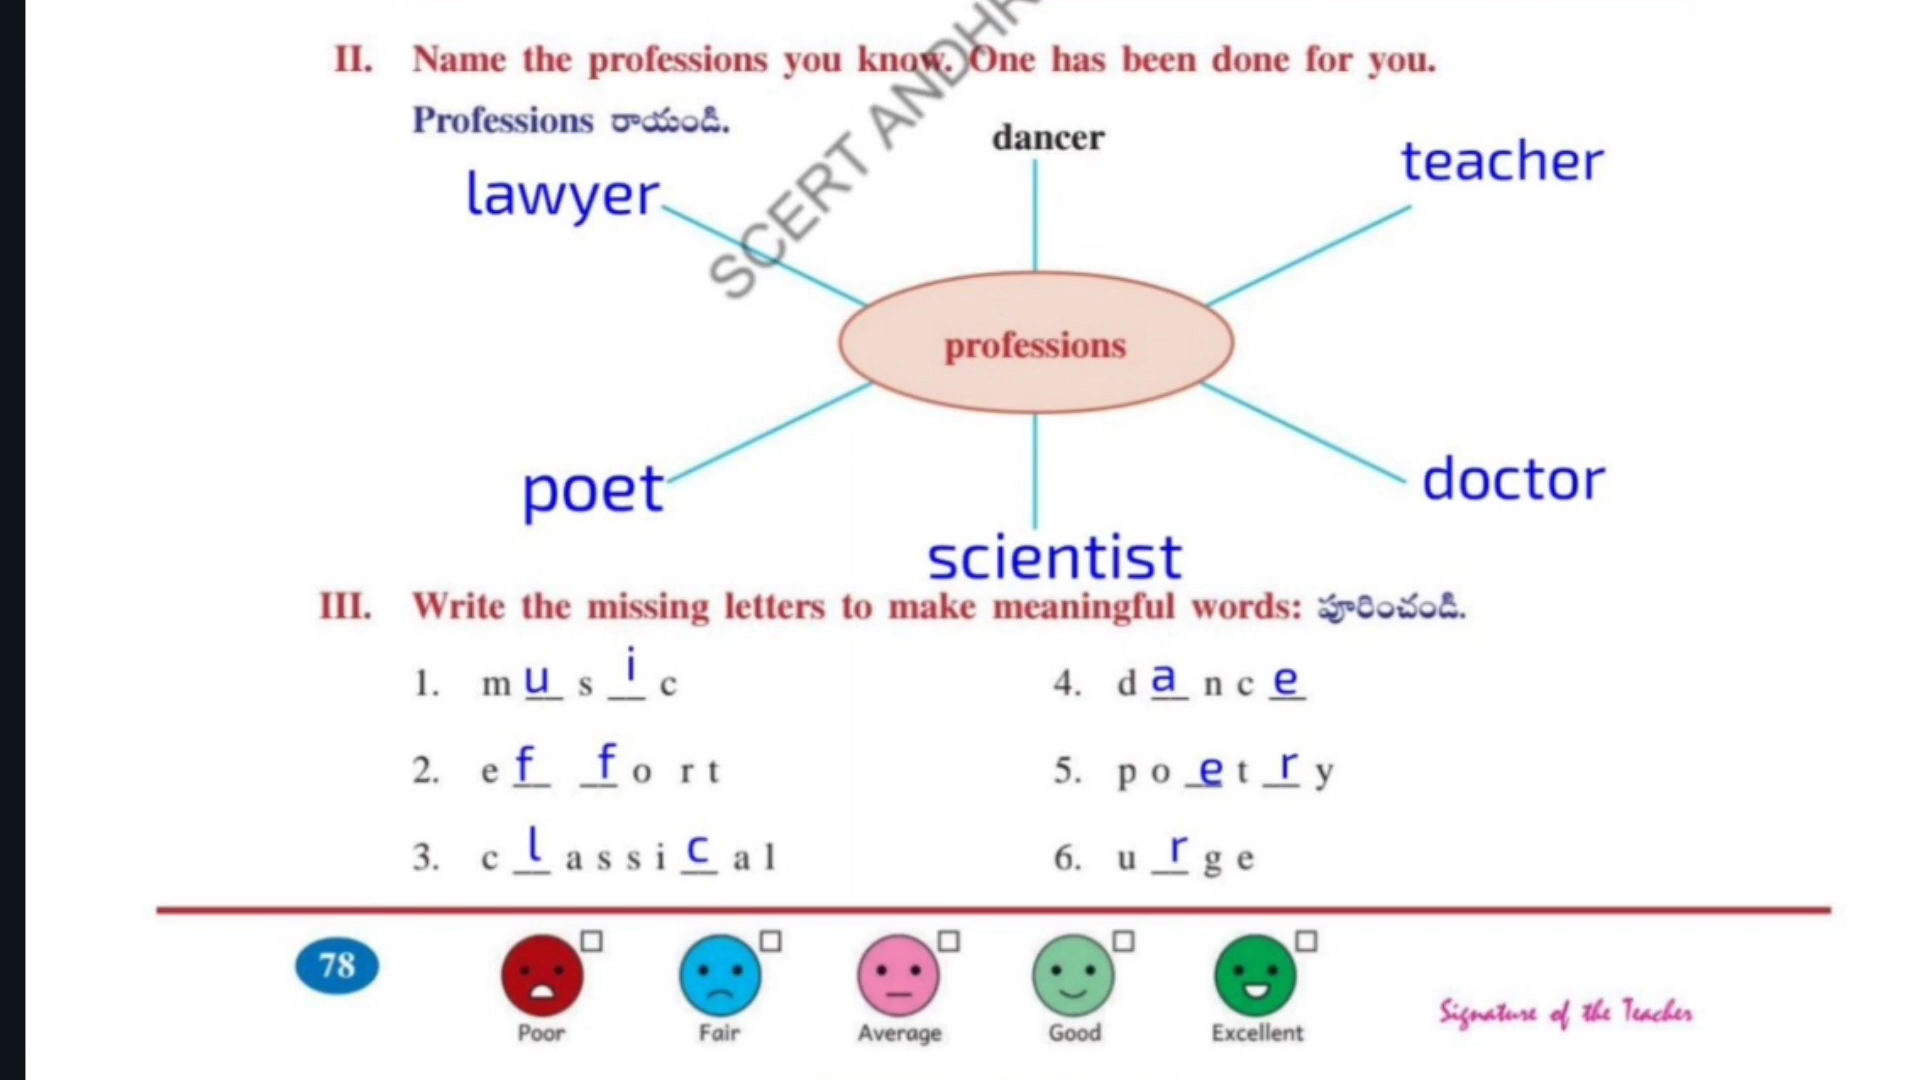 II. Name the professions you know. One has been done for you.
Professions రాయండి.
SCERT ANDHR
dancer
teacher
lawyer
professions
poet
doctor
scientist
III. Write the missing letters to make meaningful words: పూరించండి.
1. m u s i c
4. d a n c e
2. e f f o r t
5. p o e t r y
3. c l a s s i c a l
6. u r g e
78
Poor Fair Average Good Excellent
Signature of the Teacher